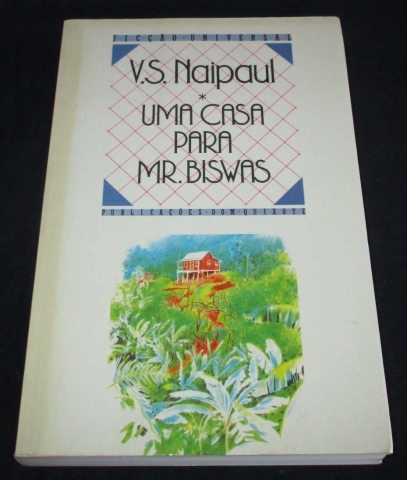 FICÇÃO·UNIVERSAL
V.S. Naipaul
*
UMA CASA
PARA
MR. BISWAS
PUBLICAÇÕES·DOM·QUIXOTE